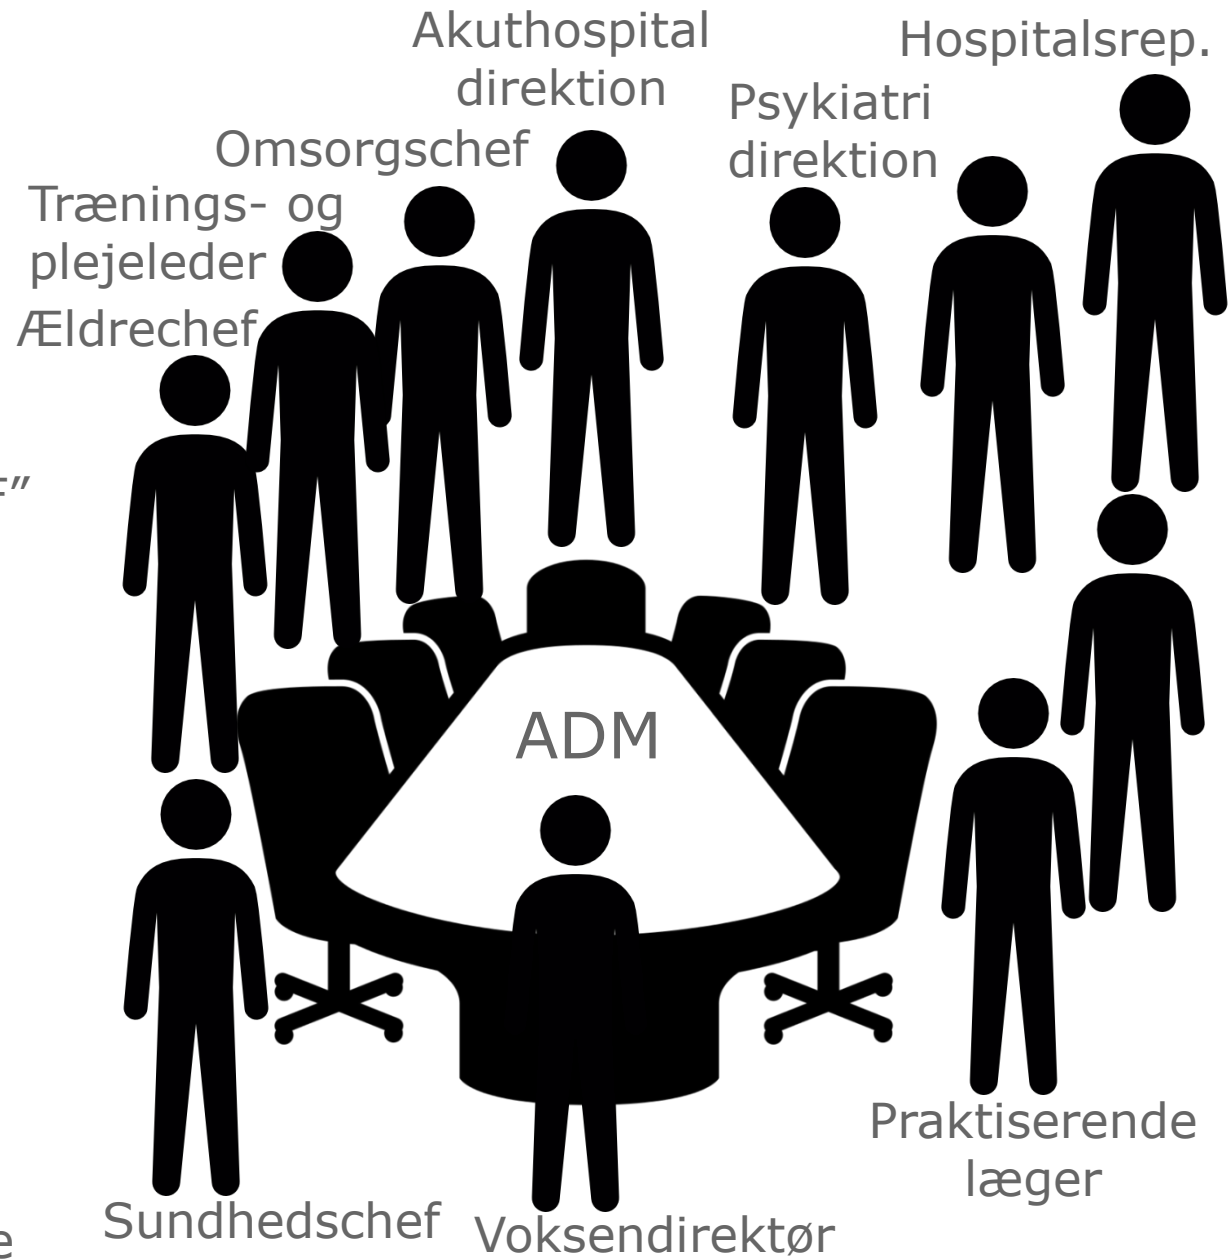 Akuthospital
direktion
Hospitalsrep.
Psykiatri
direktion
Omsorgschef
Trænings- og
plejeleder
Ældrechef
ADM
Praktiserende
læger
Sundhedschef
Voksendirektør